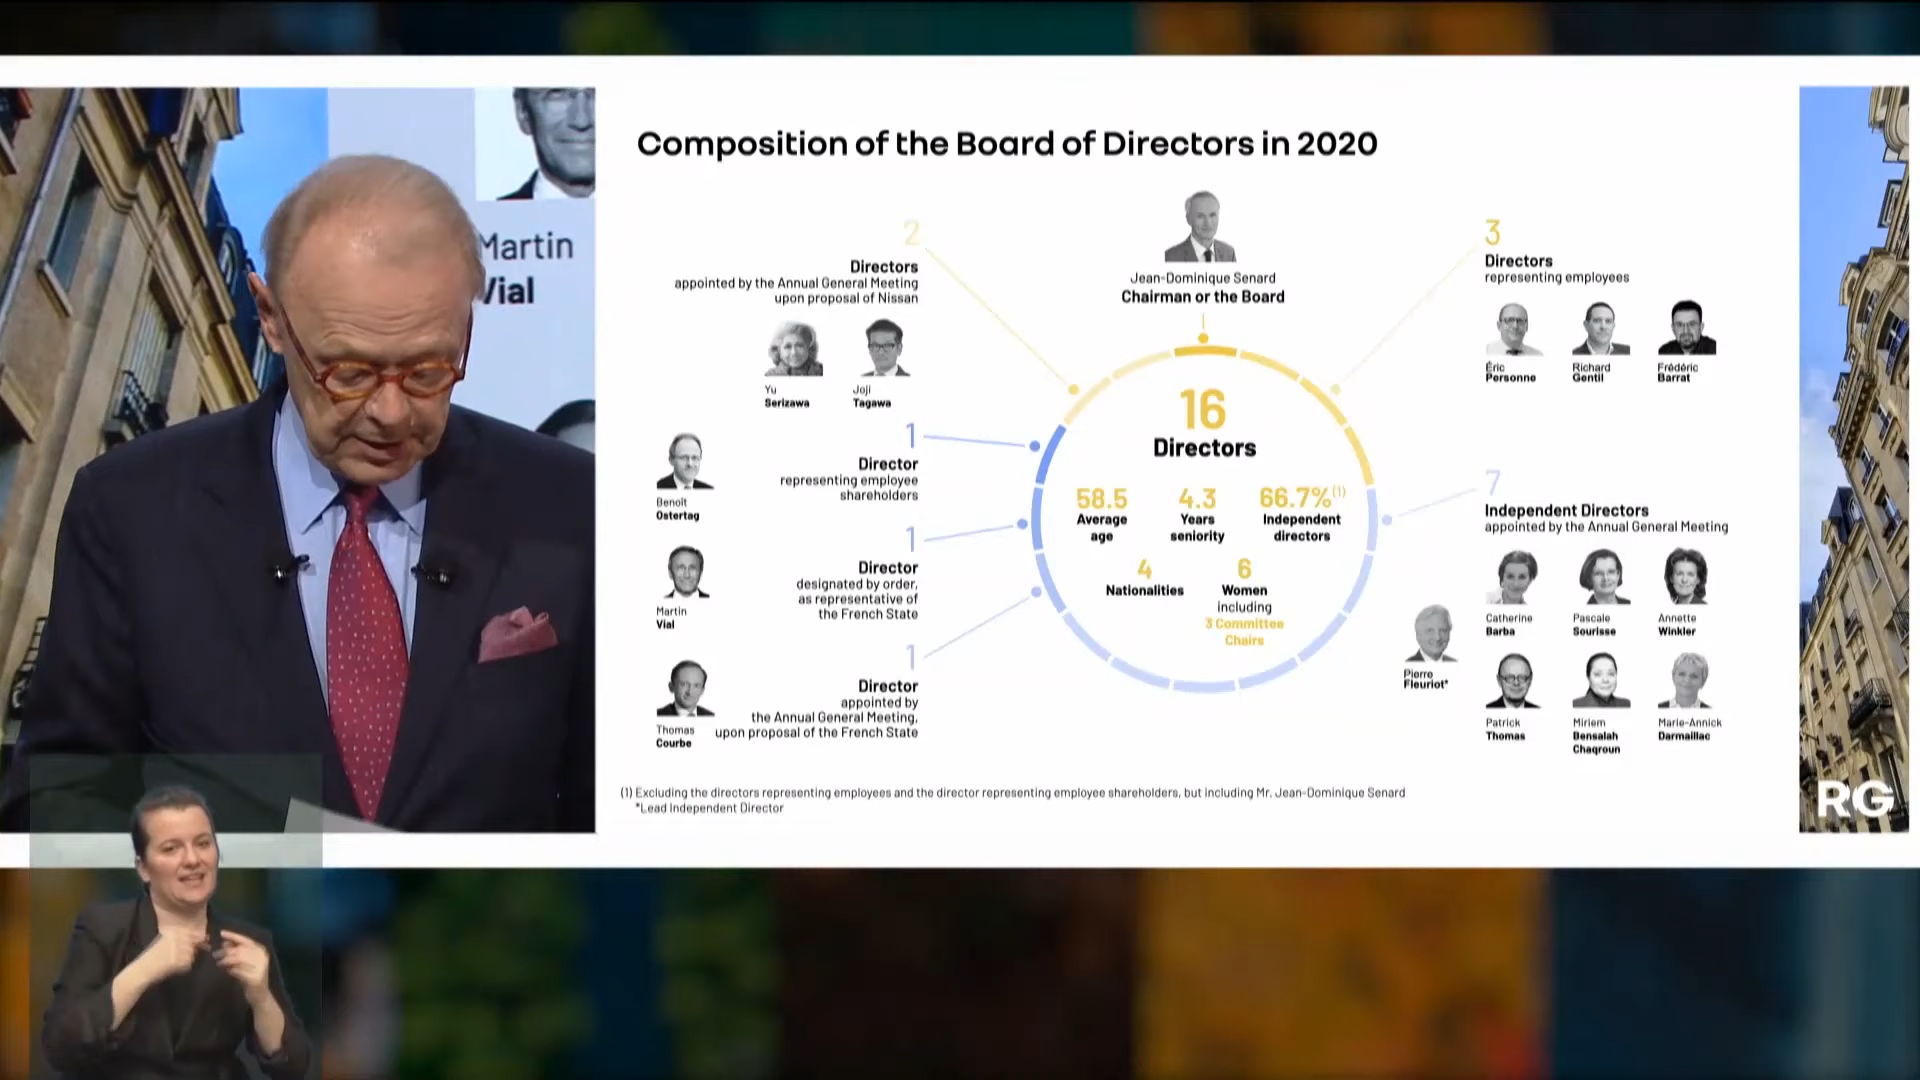 Martin
Vial
Composition of the Board of Directors in 2020
Jean-Dominique Senard
Chairman or the Board
2
Directors
appointed by the Annual General Meeting
upon proposal of Nissan
Yu
Serizawa
Joji
Tagawa
1
Director
representing employee
shareholders
Benoît
Ostertag
1
Director
designated by order,
as representative of
the French State
Martin
Vial
1
Director
appointed by
the Annual General Meeting,
upon proposal of the French State
Thomas
Courbe
16
Directors
58.5
Average
age
4.3
Years
seniority
66.7%(1)
Independent
directors
4
Nationalities
6
Women
including
3 Committee
Chairs
3
Directors
representing employees
Éric
Personne
Richard
Gentil
Frédéric
Barrat
7
Independent Directors
appointed by the Annual General Meeting
Catherine
Barba
Pascale
Sourisse
Annette
Winkler
Pierre
Fleuriot*
Patrick
Thomas
Miriem
Bensalah
Chaqroun
Marie-Annick
Darmaillac
(1) Excluding the directors representing employees and the director representing employee shareholders, but including Mr. Jean-Dominique Senard
*Lead Independent Director
RG